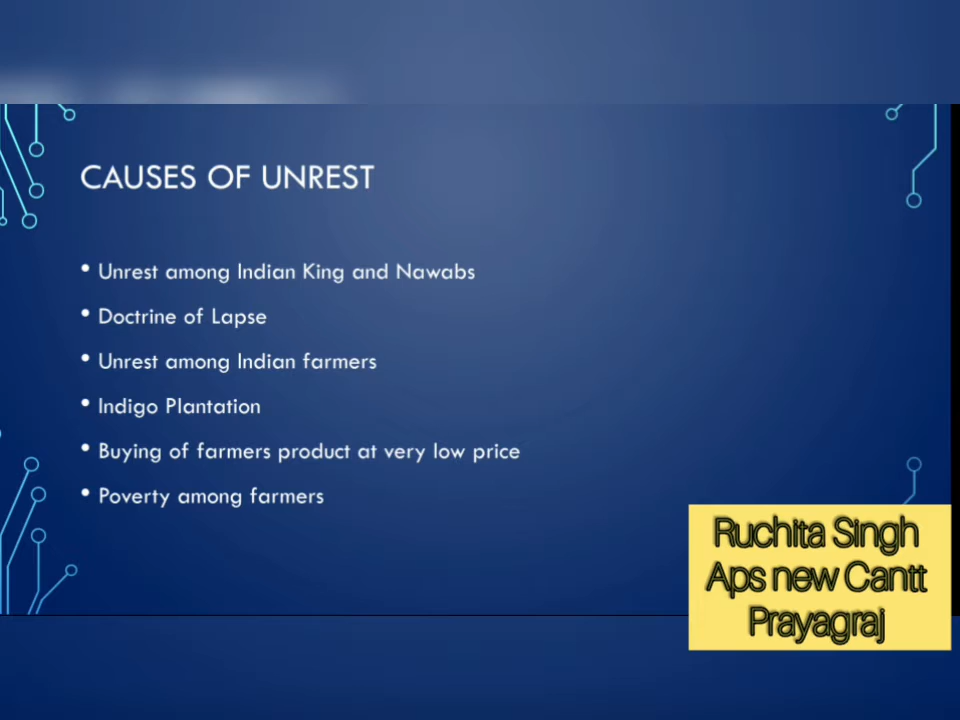 CAUSES OF UNREST
• Unrest among Indian King and Nawabs
• Doctrine of Lapse
• Unrest among Indian farmers
• Indigo Plantation
• Buying of farmers product at very low price
• Poverty among farmers
Ruchita Singh
Aps new Cantt
Prayagraj